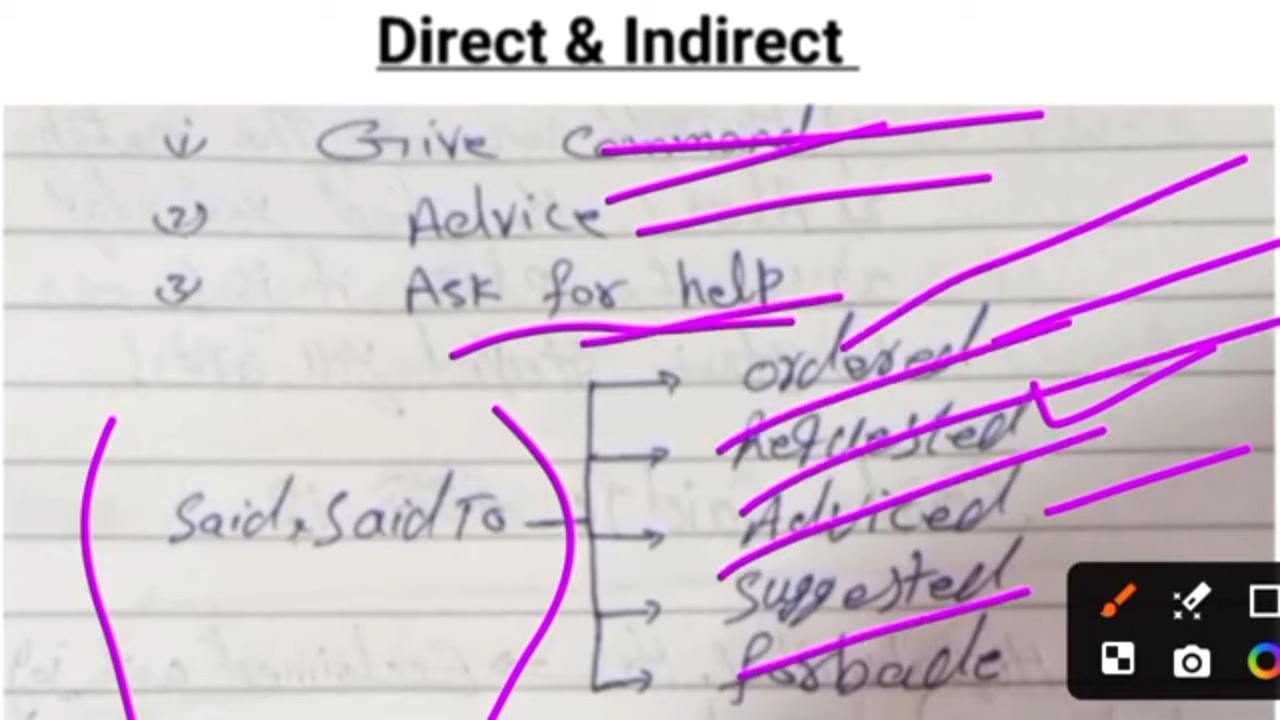 Direct & Indirect
(1) Give Command
(2) Advice
(3) Ask for help
ordered
Requested
Said, Said To
Adviced
suggested
forbade